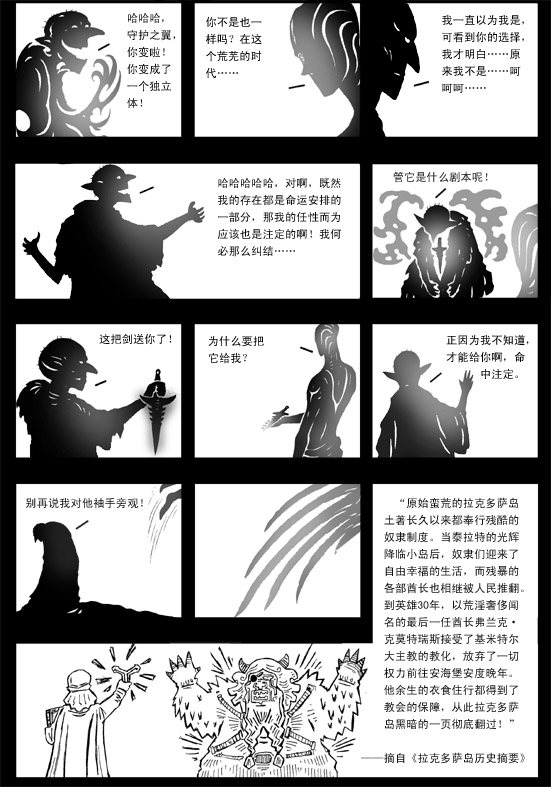 哈哈哈，
守护之翼，
你变啦！
你变成了
一个独立
体！
你不是也一
样吗？在这
个荒芜的时
代……
我一直以为我是，
可看到你的选择，
我才明白……原
来我不是……呵
呵呵……
哈哈哈哈哈，对啊，既然
我的存在都是命运安排的
一部分，那我的任性而为
应该也是注定的啊！我何
必那么纠结……
管它是什么剧本呢！
这把剑送你了！
为什么要把
它给我？
正因为我不知道，
才能给你啊，命
中注定。
别再说我对他袖手旁观！
“原始蛮荒的拉克多萨岛
土著长久以来都奉行残酷的
奴隶制度。当泰拉特的光辉
降临小岛后，奴隶们迎来了
自由幸福的生活，而残暴的
各部酋长也相继被人民推翻。
到英雄30年，以荒淫奢侈闻
名的最后一任酋长弗兰克·
克莫特瑞斯接受了基米特尔
大主教的教化，放弃了一切
权力前往安海堡安度晚年。
他余生的衣食住行都得到了
教会的保障，从此拉克多萨
岛黑暗的一页彻底翻过！”
——摘自《拉克多萨岛历史摘要》